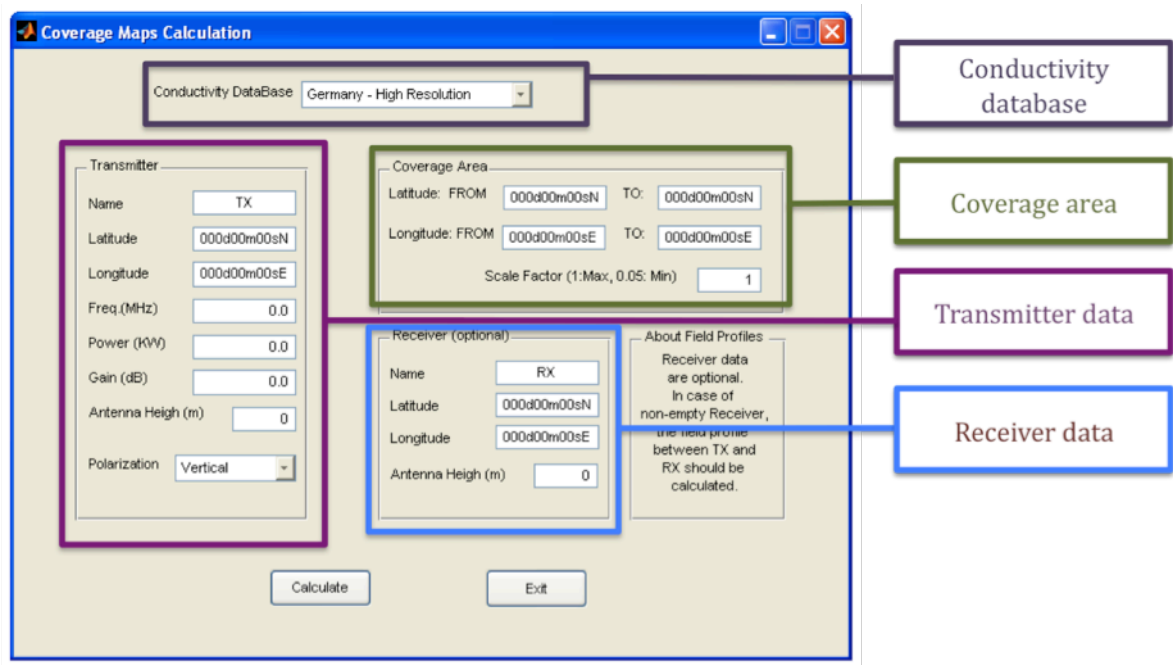 Coverage Maps Calculation
Conductivity DataBase
Germany - High Resolution
Transmitter
Name
TX
Latitude
000d00m00sN
Longitude
000d00m00sE
Freq.(MHz)
0.0
Power (KW)
0.0
Gain (dB)
0.0
Antenna Heigh (m)
0
Polarization
Vertical
Coverage Area
Latitude: FROM
000d00m00sN
TO:
000d00m00sN
Longitude: FROM
000d00m00sE
TO:
000d00m00sE
Scale Factor (1:Max, 0.05: Min)
1
Receiver (optional)
Name
RX
Latitude
000d00m00sN
Longitude
000d00m00sE
Antenna Heigh (m)
0
About Field Profiles
Receiver data
are optional.
In case of
non-empty Receiver,
the field profile
between TX and
RX should be
calculated.
Calculate
Exit
Conductivity
database
Coverage area
Transmitter data
Receiver data